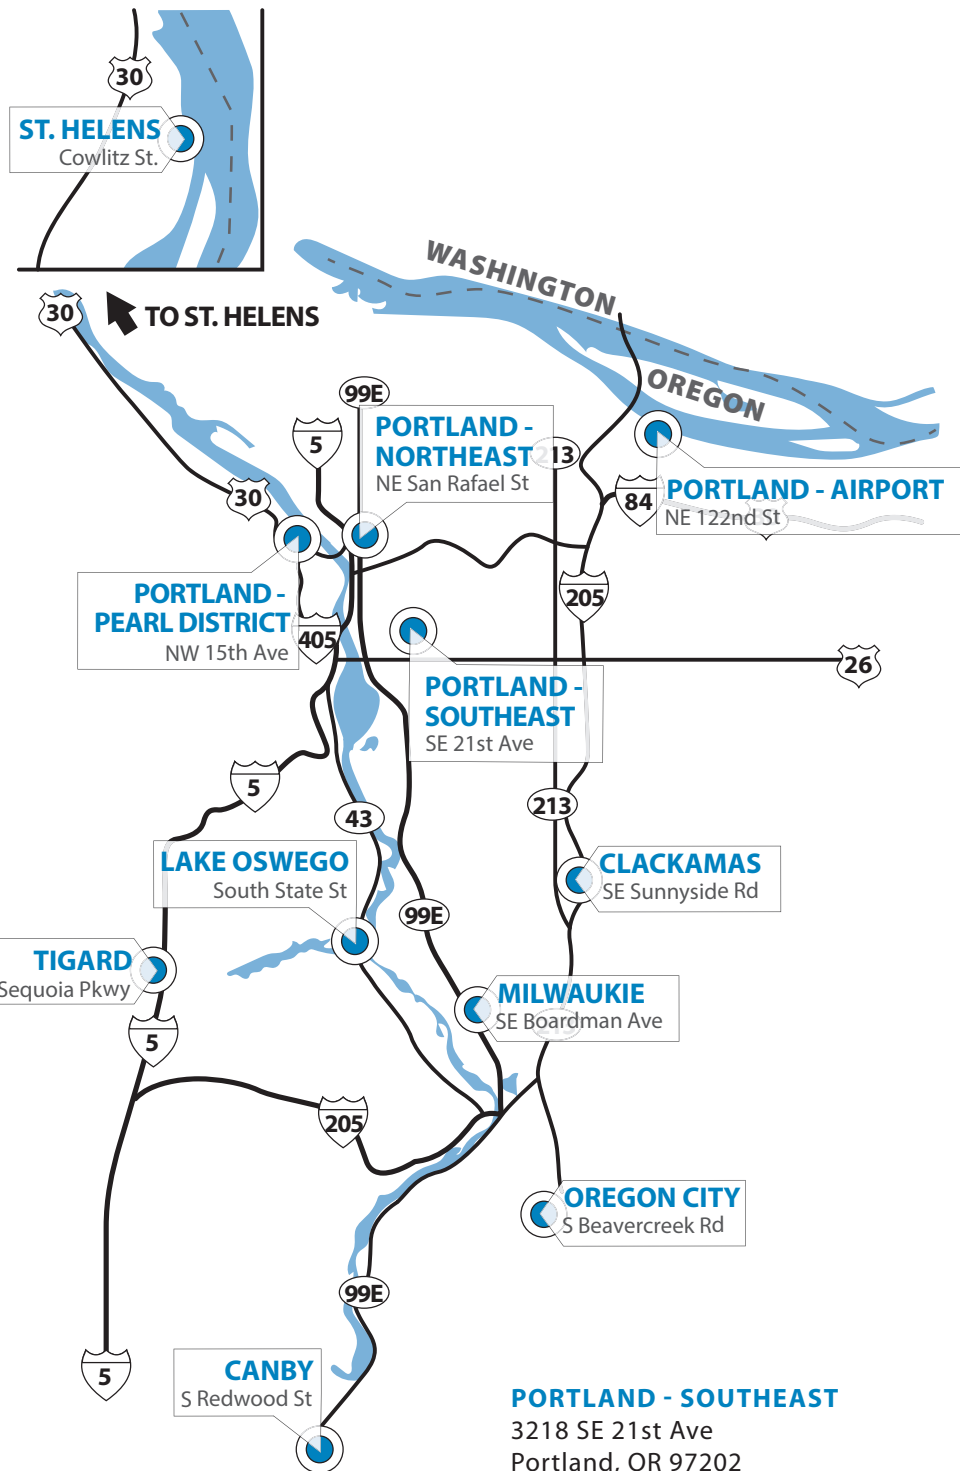 30
ST. HELENS
Cowlitz St.
WASHINGTON
30
TO ST. HELENS
OREGON
99E
5
PORTLAND -
NORTHEAST
NE San Rafael St
213
30
84
PORTLAND - AIRPORT
NE 122nd St
PORTLAND -
PEARL DISTRICT
NW 15th Ave
405
205
26
PORTLAND -
SOUTHEAST
SE 21st Ave
5
43
213
LAKE OSWEGO
South State St
CLACKAMAS
SE Sunnyside Rd
99E
TIGARD
Sequoia Pkwy
MILWAUKIE
SE Boardman Ave
213
5
205
OREGON CITY
S Beavercreek Rd
99E
5
CANBY
S Redwood St
PORTLAND - SOUTHEAST
3218 SE 21st Ave
Portland, OR 97202